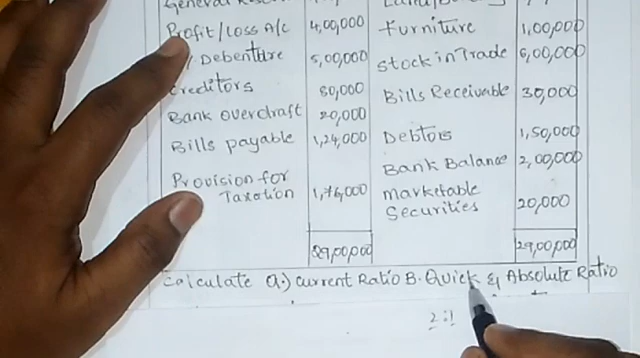 General
Profit/Loss A/c 4,00,000 Furniture 1,00,000
Debenture 5,00,000 Stock in Trade 6,00,000
Creditors 80,000 Bills Receivable 30,000
Bank overdraft 20,000
Bills payable 1,24,000 Debtors 1,50,000
Bank Balance 2,00,000
Provision for
Taxation 1,76,000 marketable
Securities 20,000
29,00,000 29,00,000
Calculate a.) Current Ratio B. Quick & Absolute Ratio
2:1